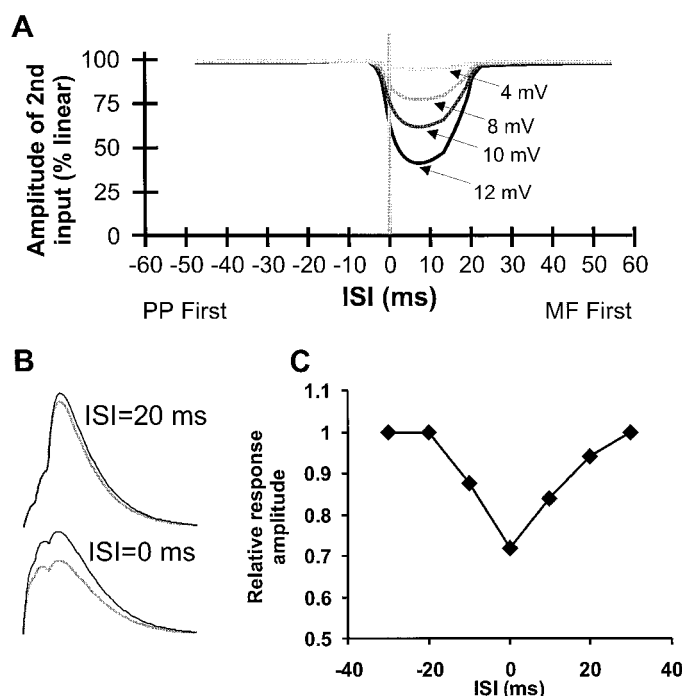 A
Amplitude of 2nd
input (% linear)
100
75
50
25
0
4 mV
8 mV
10 mV
12 mV
-60 -50 -40 -30 -20 -10 0 10 20 30 40 50 60
ISI (ms)
PP First
MF First
B
ISI=20 ms
ISI=0 ms
C
Relative response
amplitude
1.1
1
0.9
0.8
0.7
0.6
0.5
-40 -20 0 20 40
ISI (ms)